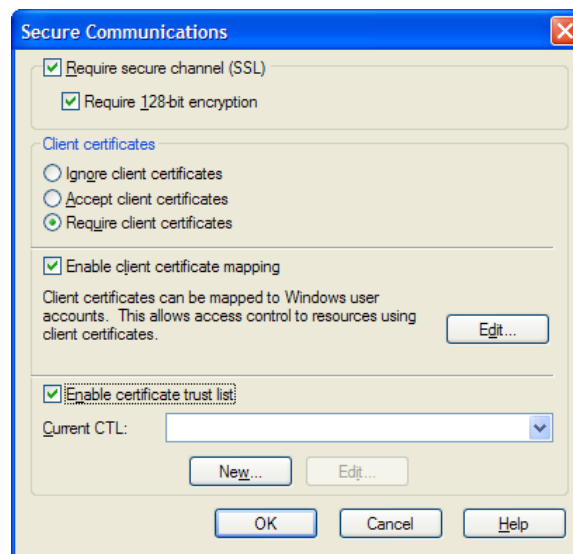 Secure Communications
Require secure channel (SSL)
Require 128-bit encryption
Client certificates
Ignore client certificates
Accept client certificates
Require client certificates
Enable client certificate mapping
Client certificates can be mapped to Windows user
accounts. This allows access control to resources using
client certificates.
Edit...
Enable certificate trust list
Current CTL:
New... Edit...
OK Cancel Help